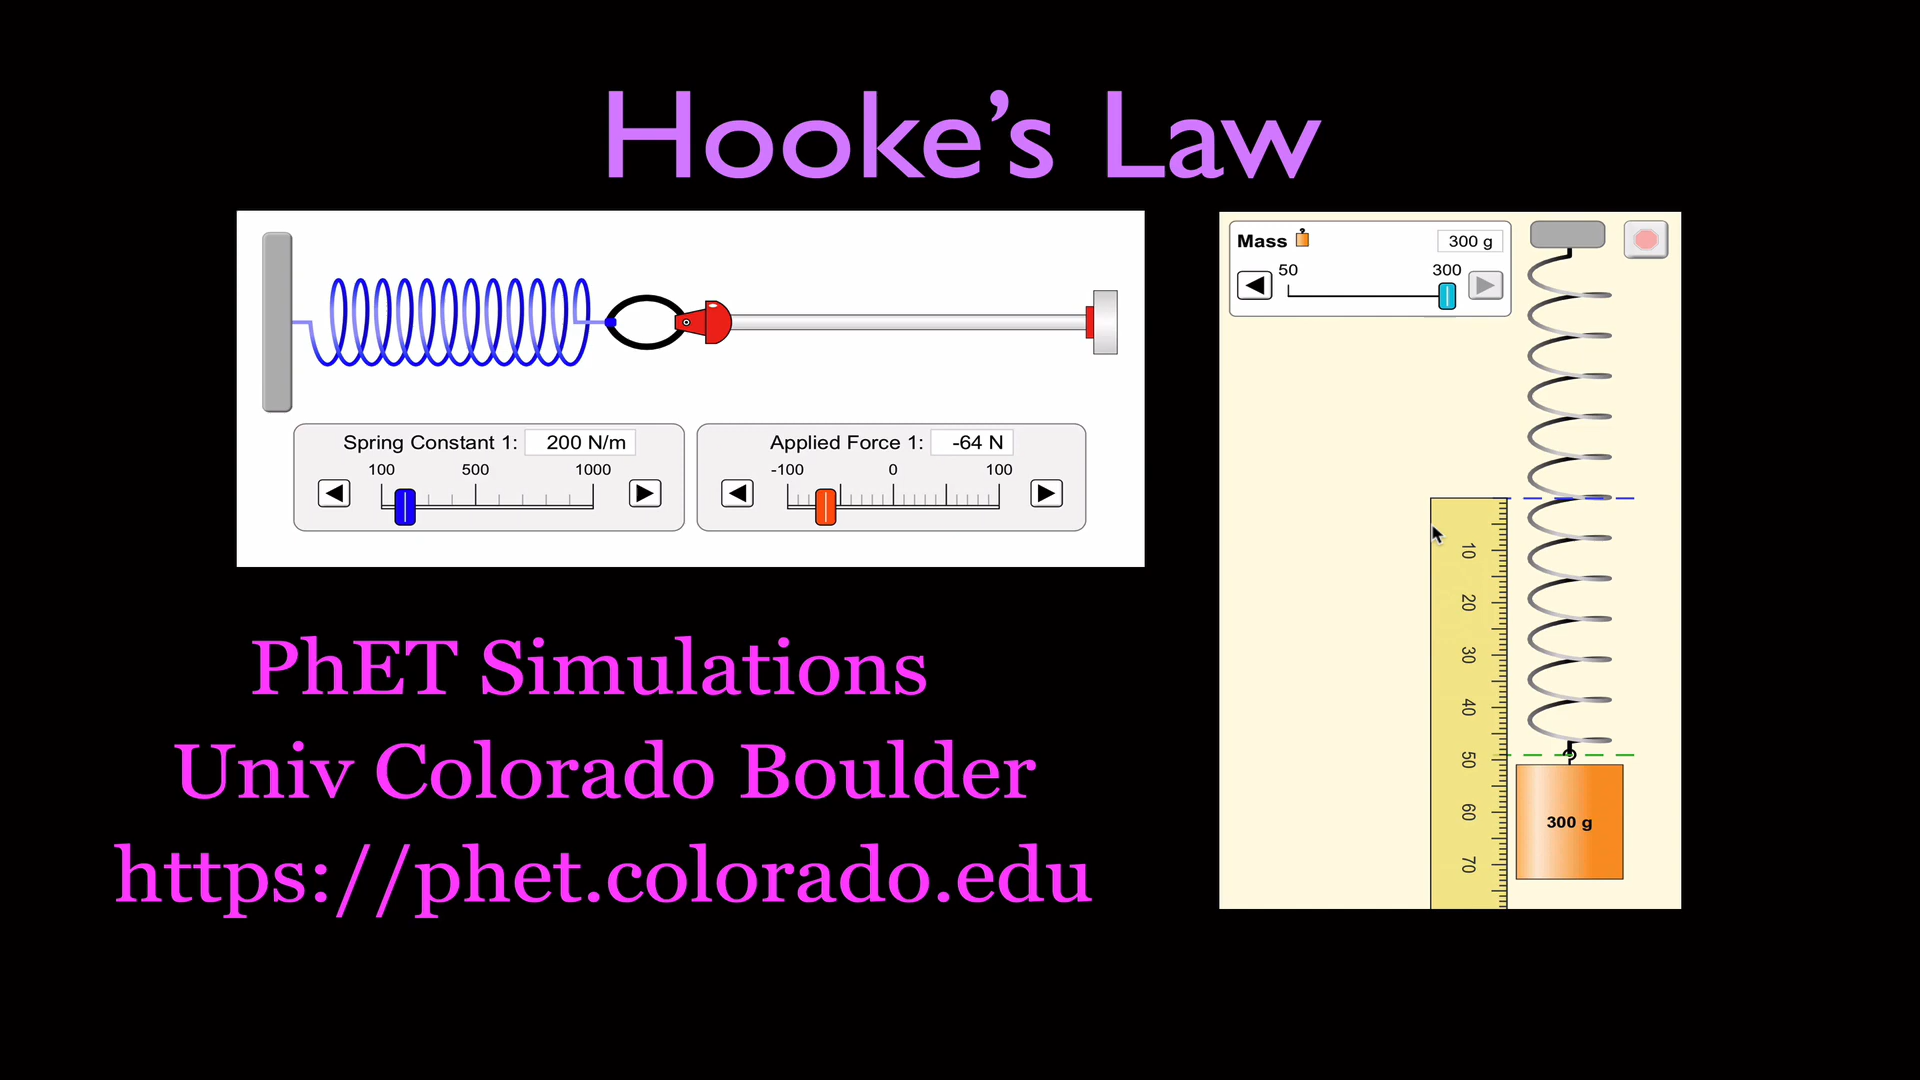 Hooke’s Law
Spring Constant 1: 200 N/m
100 500 1000
Applied Force 1: -64 N
-100 0 100
Mass 300 g
50 300
10
20
30
40
50
60
70
300 g
PhET Simulations
Univ Colorado Boulder
https://phet.colorado.edu